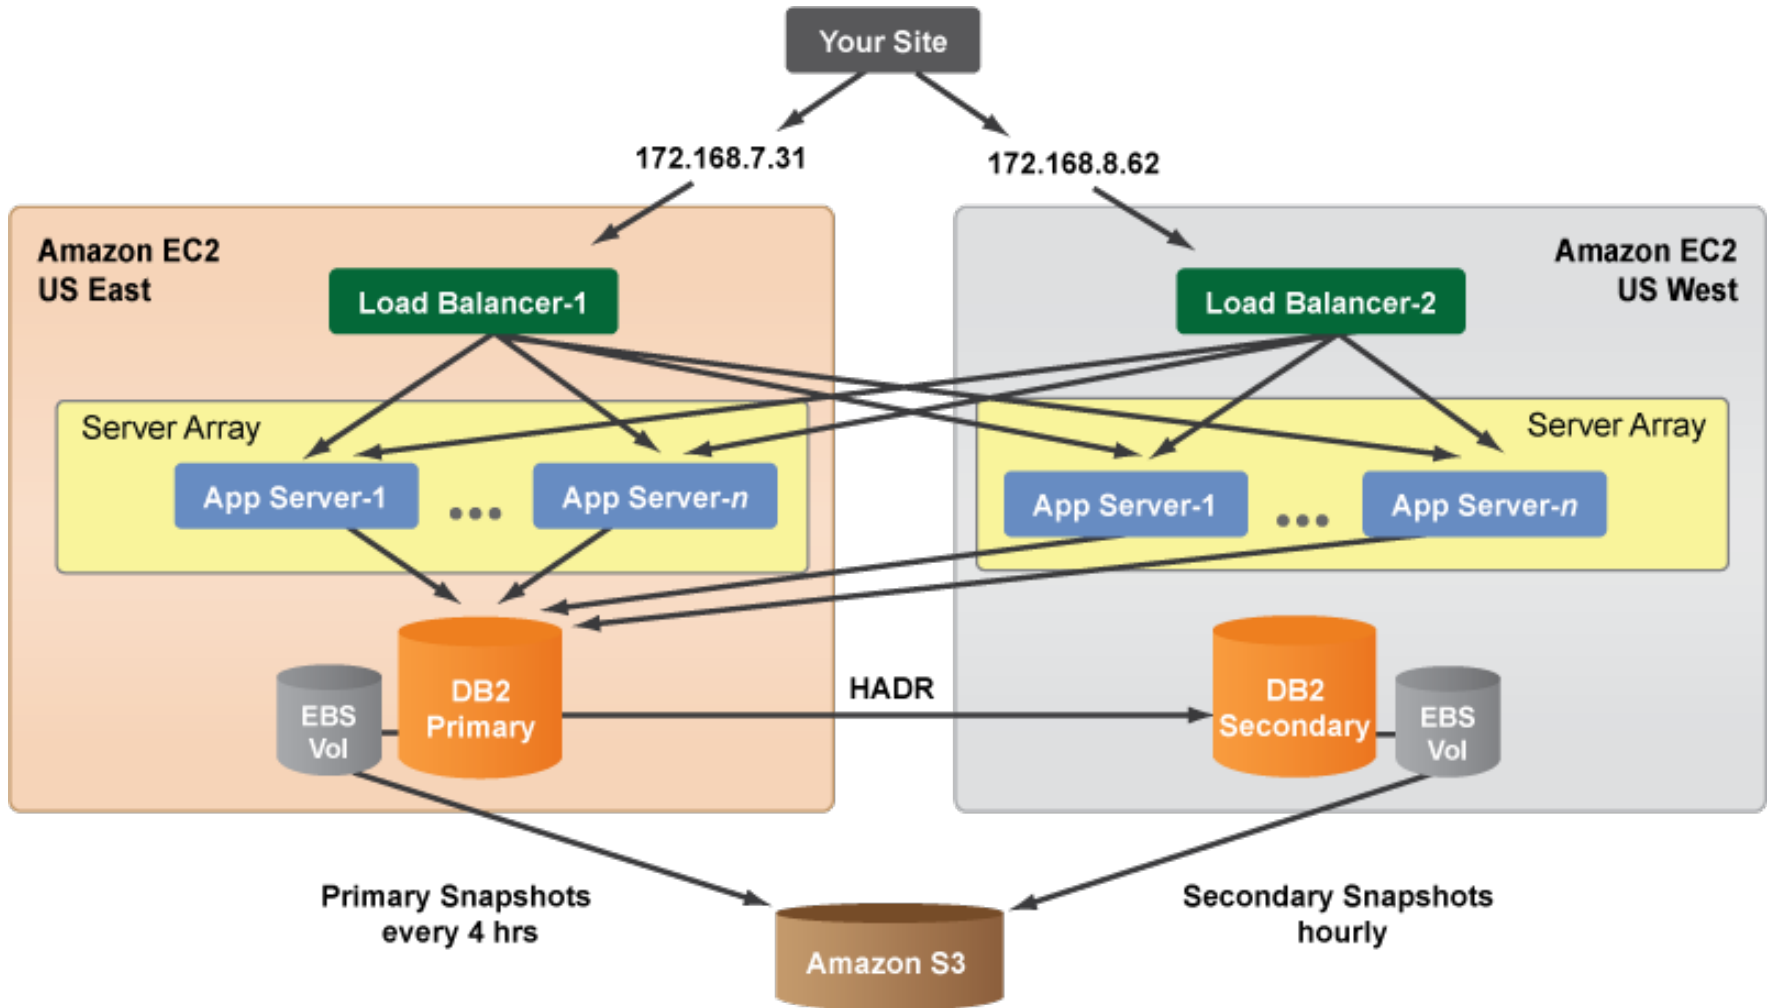 Your Site
172.168.7.31
172.168.8.62
Amazon EC2
US East
Amazon EC2
US West
Load Balancer-1
Load Balancer-2
Server Array
Server Array
App Server-1
App Server-n
App Server-1
App Server-n
DB2
Primary
EBS
Vol
HADR
DB2
Secondary
EBS
Vol
Primary Snapshots
every 4 hrs
Secondary Snapshots
hourly
Amazon S3